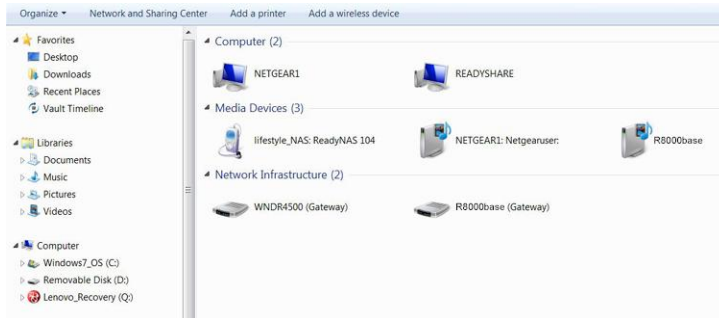 Organize Network and Sharing Center Add a printer Add a wireless device
Favorites
Desktop
Downloads
Recent Places
Vault Timeline
Libraries
Documents
Music
Pictures
Videos
Computer
Windows7_OS (C:)
Removable Disk (D:)
Lenovo_Recovery (Q:)
Computer (2)
NETGEAR1 READYSHARE
Media Devices (3)
lifestyle_NAS: ReadyNAS 104 NETGEAR1: Netgearuser: R8000base
Network Infrastructure (2)
WNDR4500 (Gateway) R8000base (Gateway)